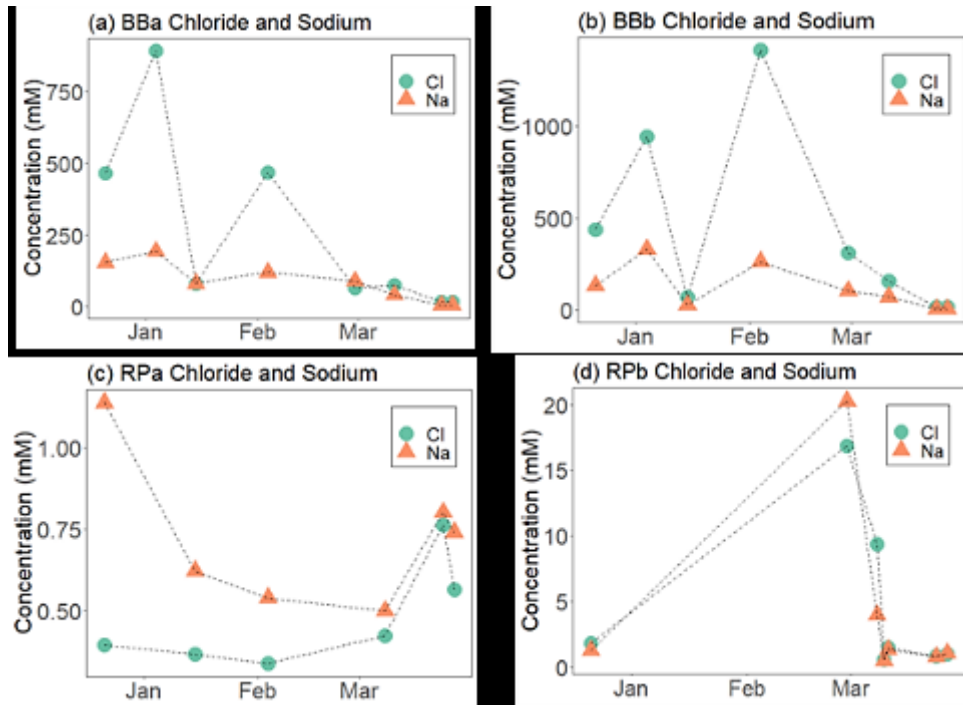 (a) BBa Chloride and Sodium
Concentration (mM)
750
500
250
0
Jan Feb Mar
Cl
Na
(b) BBb Chloride and Sodium
Concentration (mM)
1000
500
0
Jan Feb Mar
Cl
Na
(c) RPa Chloride and Sodium
Concentration (mM)
1.00
0.75
0.50
Jan Feb Mar
Cl
Na
(d) RPb Chloride and Sodium
Concentration (mM)
20
15
10
5
0
Jan Feb Mar
Cl
Na